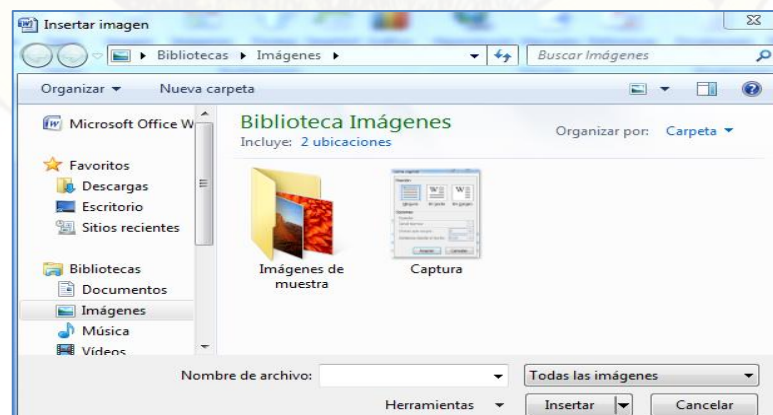 Insertar imagen
Bibliotecas Imágenes
Buscar Imágenes
Organizar Nueva carpeta
Microsoft Office W
Favoritos
Descargas
Escritorio
Sitios recientes
Bibliotecas
Documentos
Imágenes
Música
Vídeos
Biblioteca Imágenes
Incluye: 2 ubicaciones
Organizar por: Carpeta
Imágenes de
muestra
Captura
Nombre de archivo:
Todas las imágenes
Herramientas Insertar Cancelar